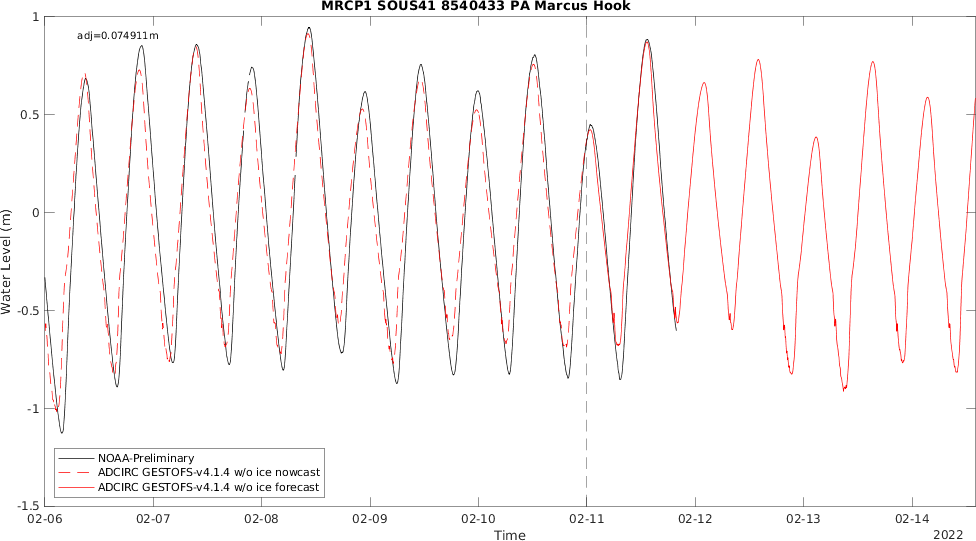 MRCP1 SOUS41 8540433 PA Marcus Hook
adj=0.074911m
1
0.5
0
-0.5
-1
-1.5
Water Level (m)
NOAA-Preliminary
ADCIRC GESTOFS-v4.1.4 w/o ice nowcast
ADCIRC GESTOFS-v4.1.4 w/o ice forecast
02-06 02-07 02-08 02-09 02-10 02-11 02-12 02-13 02-14
Time
2022